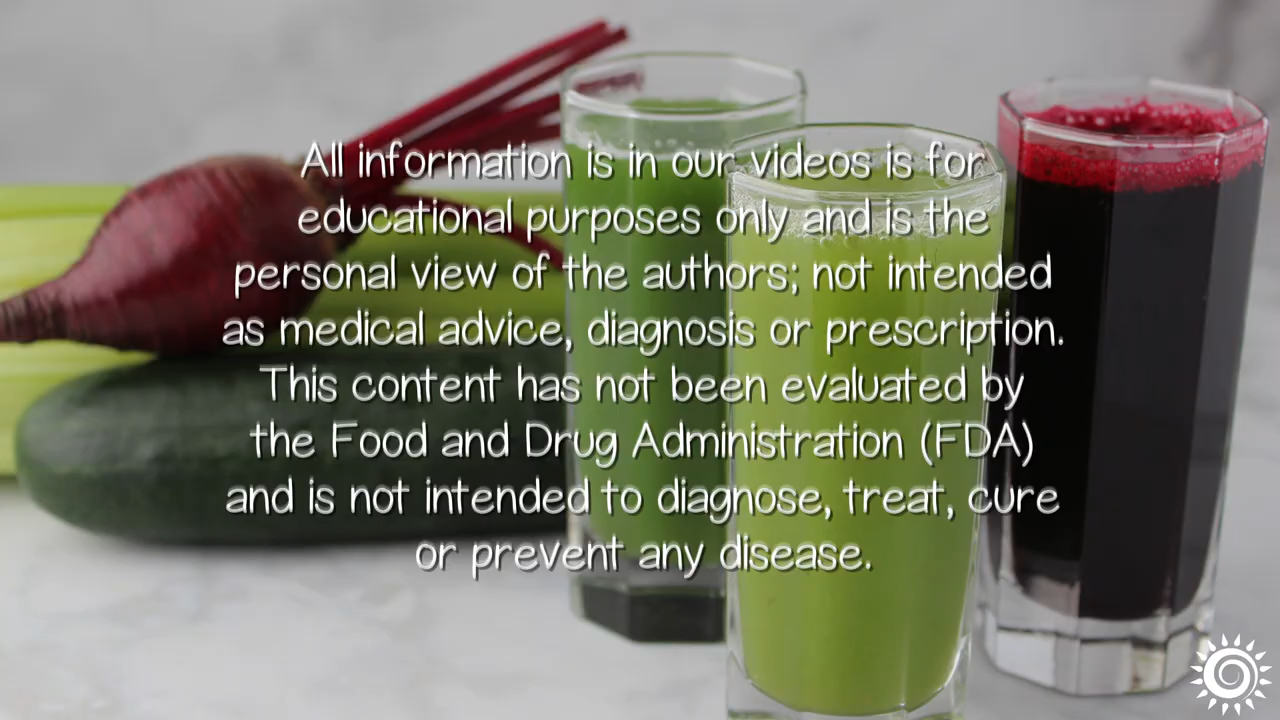 All information is in our videos is for
educational purposes only and is the
personal view of the authors; not intended
as medical advice, diagnosis or prescription.
This content has not been evaluated by
the Food and Drug Administration (FDA)
and is not intended to diagnose, treat, cure
or prevent any disease.